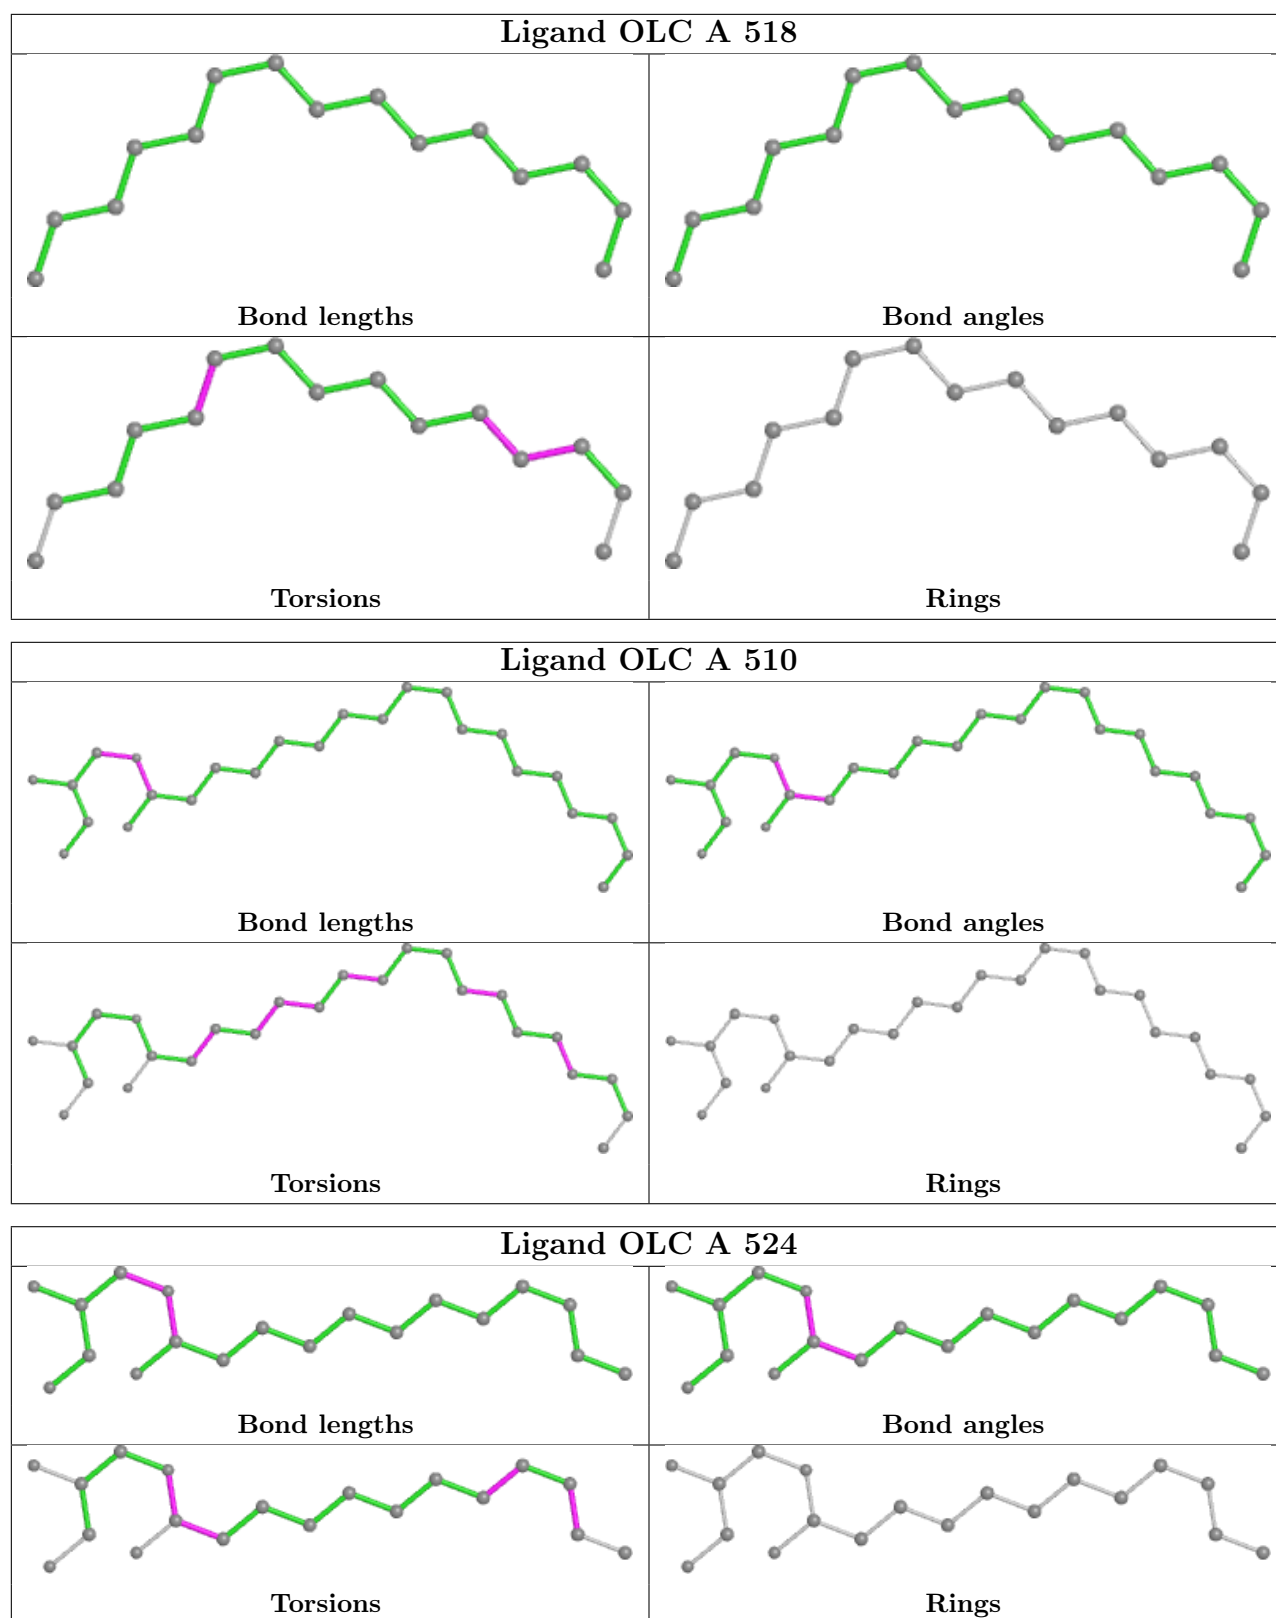 Ligand OLC A 518
Bond lengths
Bond angles
Torsions
Rings
Ligand OLC A 510
Bond lengths
Bond angles
Torsions
Rings
Ligand OLC A 524
Bond lengths
Bond angles
Torsions
Rings